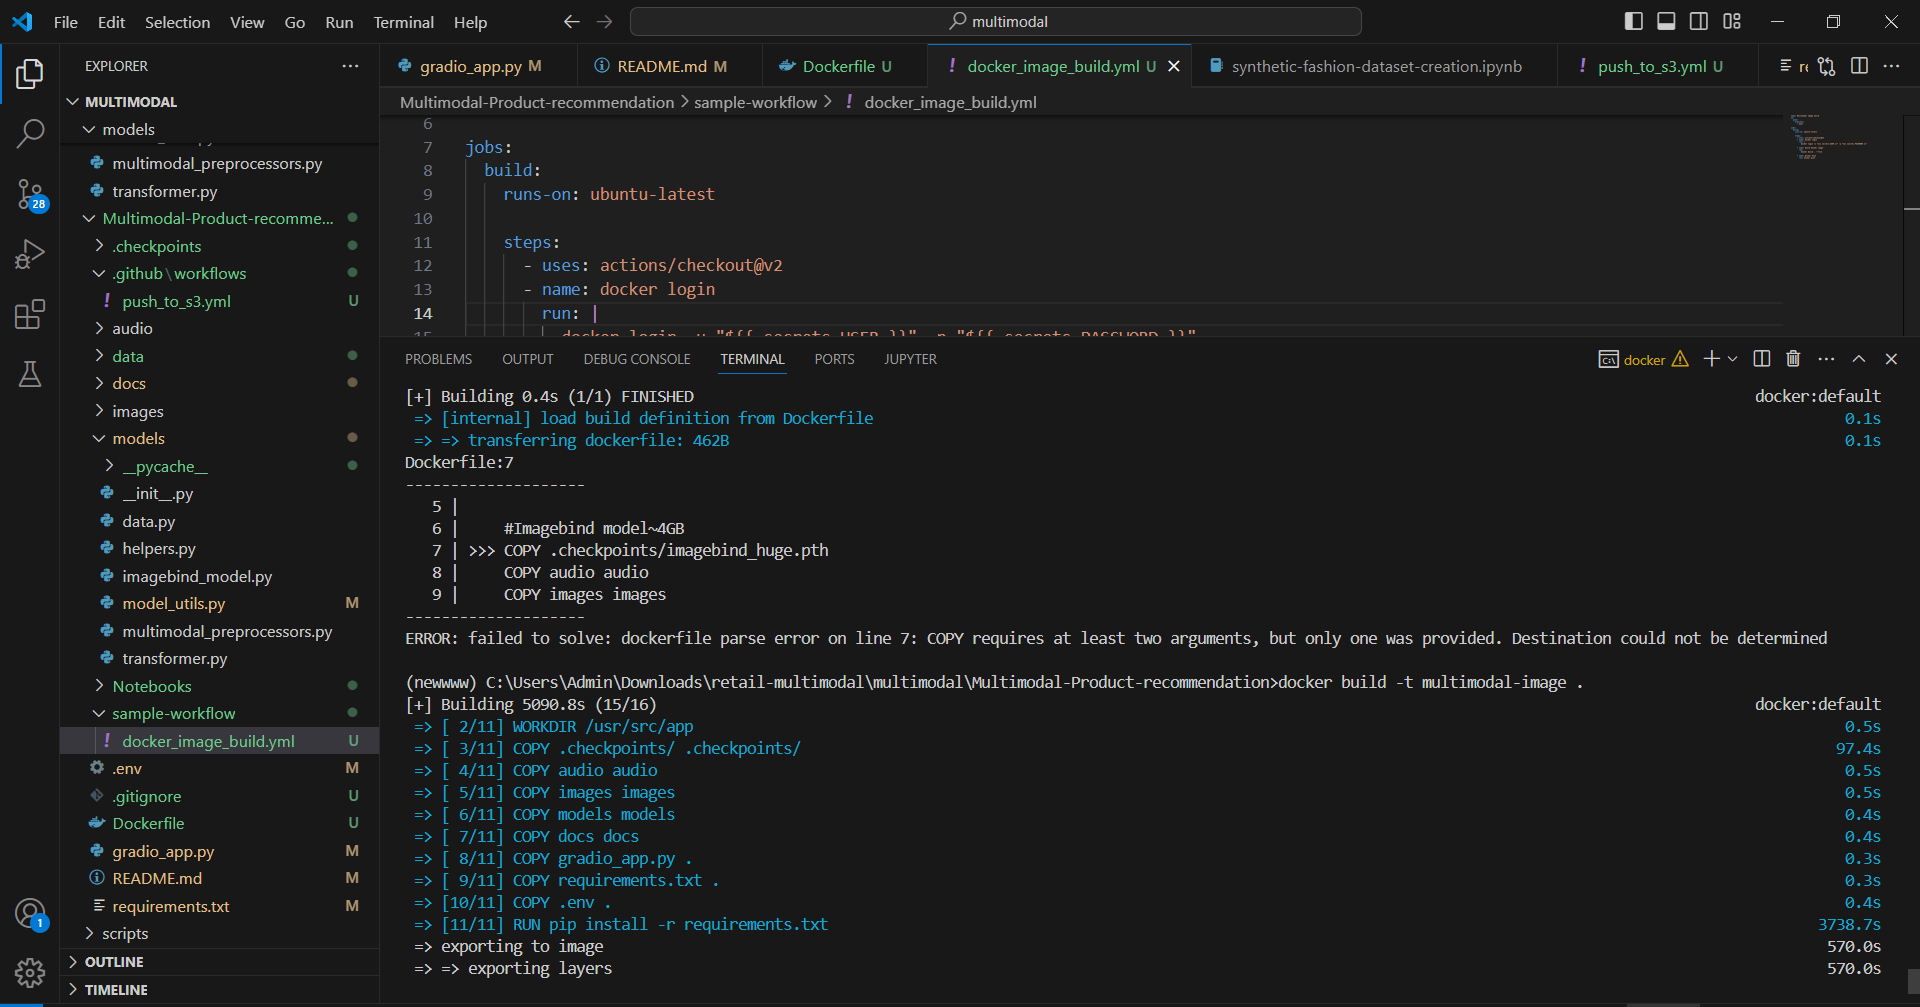 File Edit Selection View Go Run Terminal Help
multimodal
EXPLORER
MULTIMODAL
models
multimodal_preprocessors.py
transformer.py
Multimodal-Product-recomme...
.checkpoints
.github\workflows
push_to_s3.yml U
audio
data
docs
images
models
__pycache__
__init__.py
data.py
helpers.py
imagebind_model.py
model_utils.py M
multimodal_preprocessors.py
transformer.py
Notebooks
sample-workflow
docker_image_build.yml U
.env M
.gitignore U
Dockerfile U
gradio_app.py M
README.md M
requirements.txt M
scripts
OUTLINE
TIMELINE
28
1
gradio_app.py M
README.md M
Dockerfile U
docker_image_build.yml U
synthetic-fashion-dataset-creation.ipynb
push_to_s3.yml U
Multimodal-Product-recommendation > sample-workflow > ! docker_image_build.yml
6
7 jobs:
8 build:
9 runs-on: ubuntu-latest
10
11 steps:
12 - uses: actions/checkout@v2
13 - name: docker login
14 run: |
15 docker login -u "${{ secrets.USER }}" -p "${{ secrets.PASSWORD }}"
PROBLEMS OUTPUT DEBUG CONSOLE TERMINAL PORTS JUPYTER
docker
[+] Building 0.4s (1/1) FINISHED docker:default
=> [internal] load build definition from Dockerfile 0.1s
=> => transferring dockerfile: 462B 0.1s
Dockerfile:7
--------------------
5 |
6 | #Imagebind model~4GB
7 | >>> COPY .checkpoints/imagebind_huge.pth
8 | COPY audio audio
9 | COPY images images
--------------------
ERROR: failed to solve: dockerfile parse error on line 7: COPY requires at least two arguments, but only one was provided. Destination could not be determined
(newwww) C:\Users\Admin\Downloads\retail-multimodal\multimodal\Multimodal-Product-recommendation>docker build -t multimodal-image .
[+] Building 5090.8s (15/16) docker:default
=> [ 2/11] WORKDIR /usr/src/app 0.5s
=> [ 3/11] COPY .checkpoints/ .checkpoints/ 97.4s
=> [ 4/11] COPY audio audio 0.5s
=> [ 5/11] COPY images images 0.5s
=> [ 6/11] COPY models models 0.4s
=> [ 7/11] COPY docs docs 0.4s
=> [ 8/11] COPY gradio_app.py . 0.3s
=> [ 9/11] COPY requirements.txt . 0.3s
=> [10/11] COPY .env . 0.4s
=> [11/11] RUN pip install -r requirements.txt 3738.7s
=> exporting to image 570.0s
=> => exporting layers 570.0s